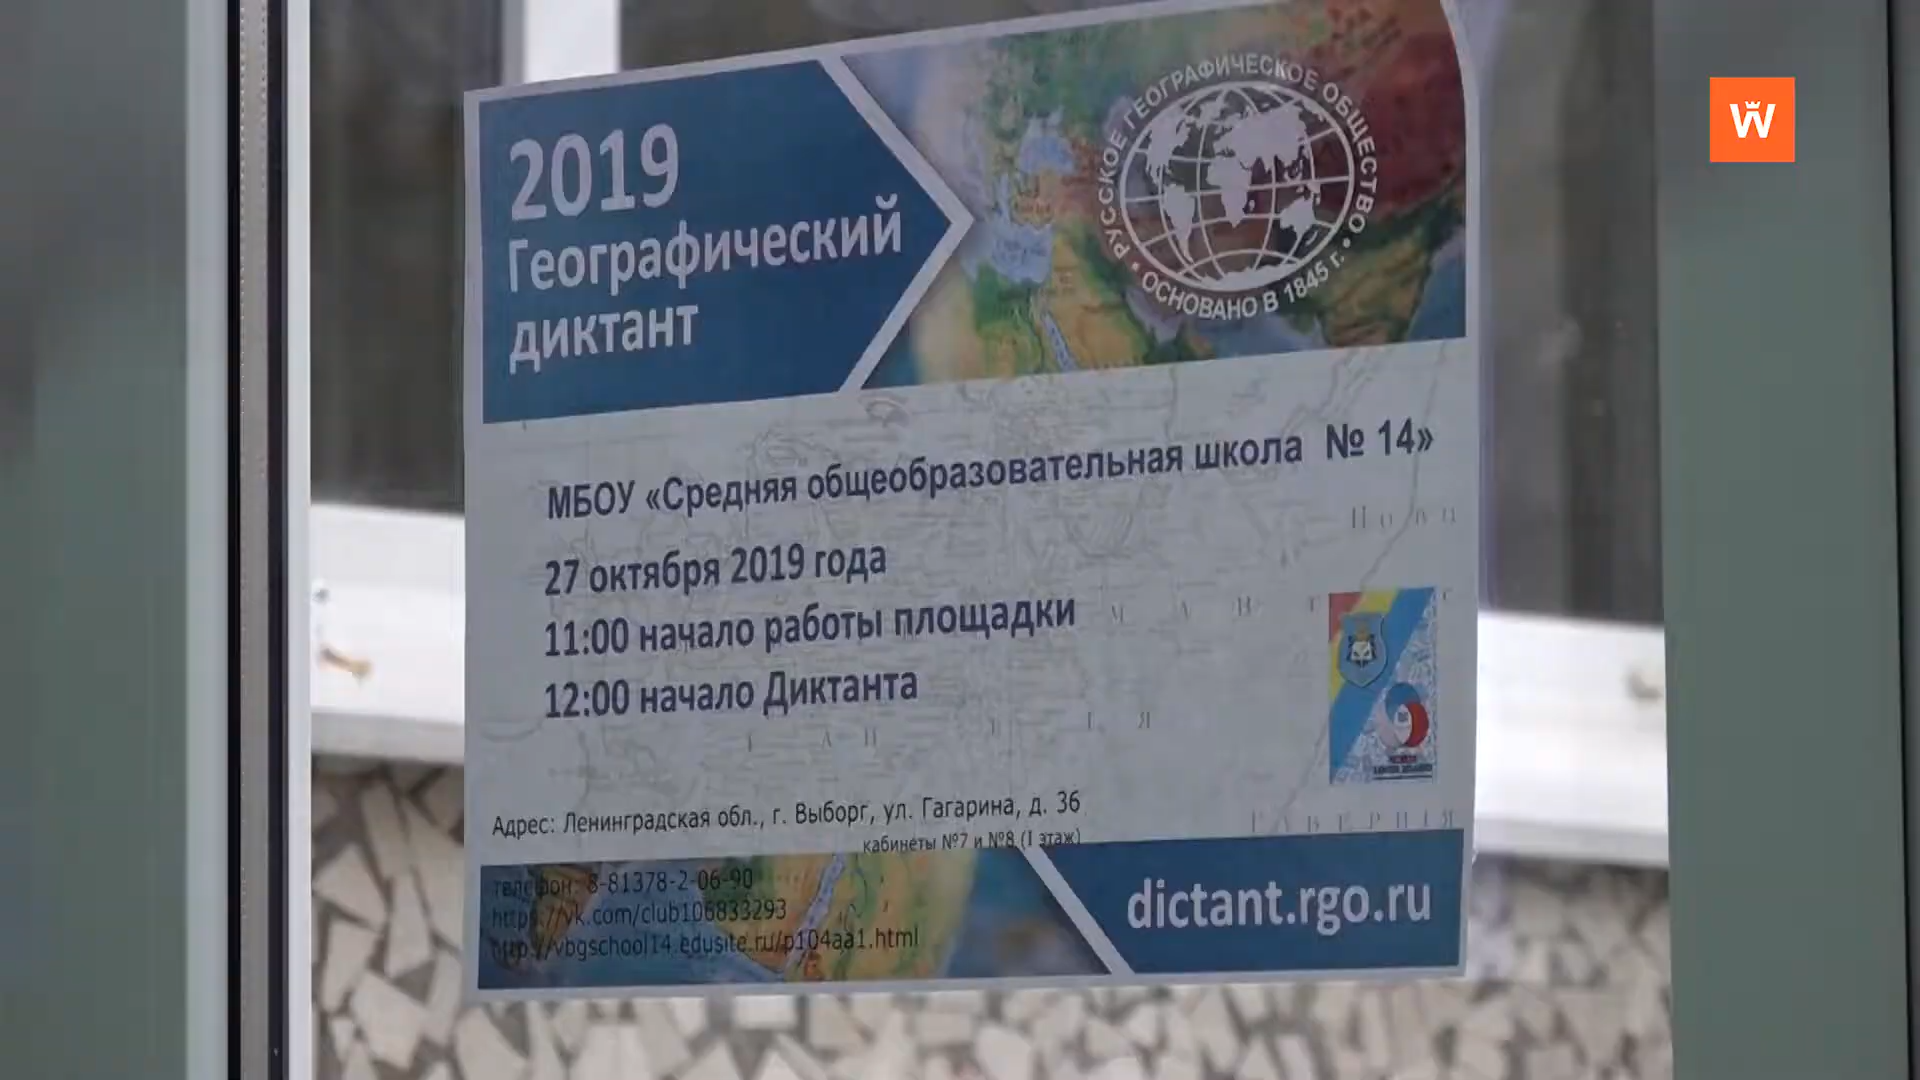 W
2019
Географический
диктант
РУССКОЕ ГЕОГРАФИЧЕСКОЕ ОБЩЕСТВО
ОСНОВАНО В 1845 г.
МБОУ «Средняя общеобразовательная школа № 14»
27 октября 2019 года
11:00 начало работы площадки
12:00 начало Диктанта
Адрес: Ленинградская обл., г. Выборг, ул. Гагарина, д. 36
кабинеты №7 и №8 (I этаж)
телефон: 8-81378-2-06-90
https://vk.com/club106833293
http://vbgschool14.edusite.ru/p104aa1.html
dictant.rgo.ru